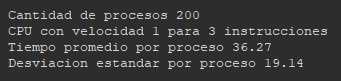 Cantidad de procesos 200
CPU con velocidad 1 para 3 instrucciones
Tiempo promedio por proceso 36.27
Desviacion estandar por proceso 19.14